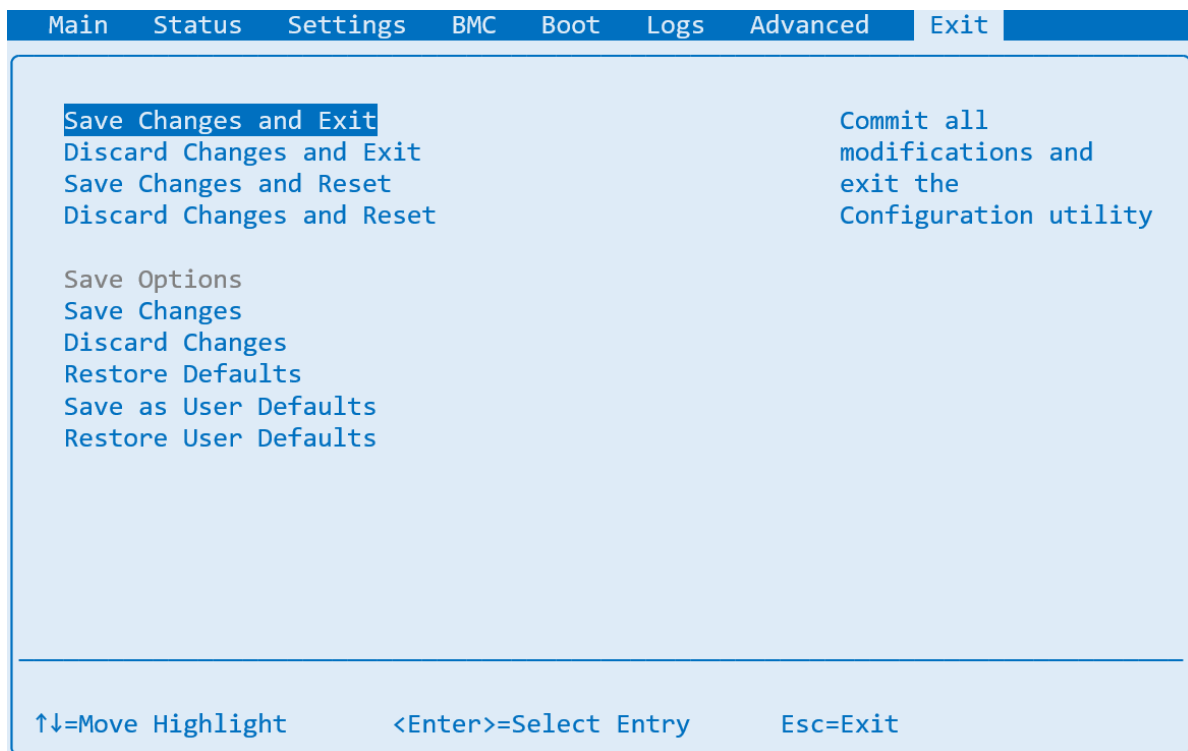 Main Status Settings BMC Boot Logs Advanced Exit
Save Changes and Exit
Discard Changes and Exit
Save Changes and Reset
Discard Changes and Reset
Save Options
Save Changes
Discard Changes
Restore Defaults
Save as User Defaults
Restore User Defaults
Commit all
modifications and
exit the
Configuration utility
↑↓=Move Highlight <Enter>=Select Entry Esc=Exit